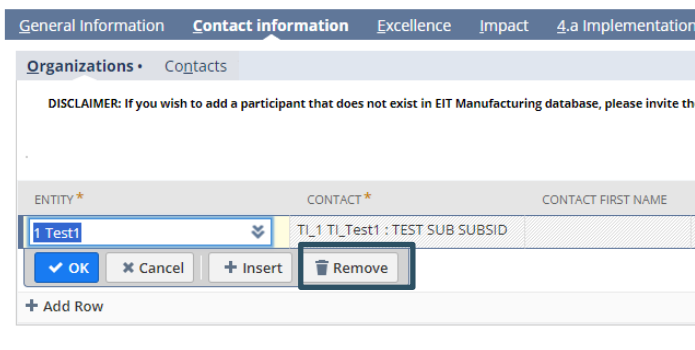 General Information Contact information Excellence Impact 4.a Implementation
Organizations • Contacts
DISCLAIMER: If you wish to add a participant that does not exist in EIT Manufacturing database, please invite th
ENTITY * CONTACT * CONTACT FIRST NAME
1 Test1 TI_1 TI_Test1 : TEST SUB SUBSID
OK Cancel Insert Remove
Add Row